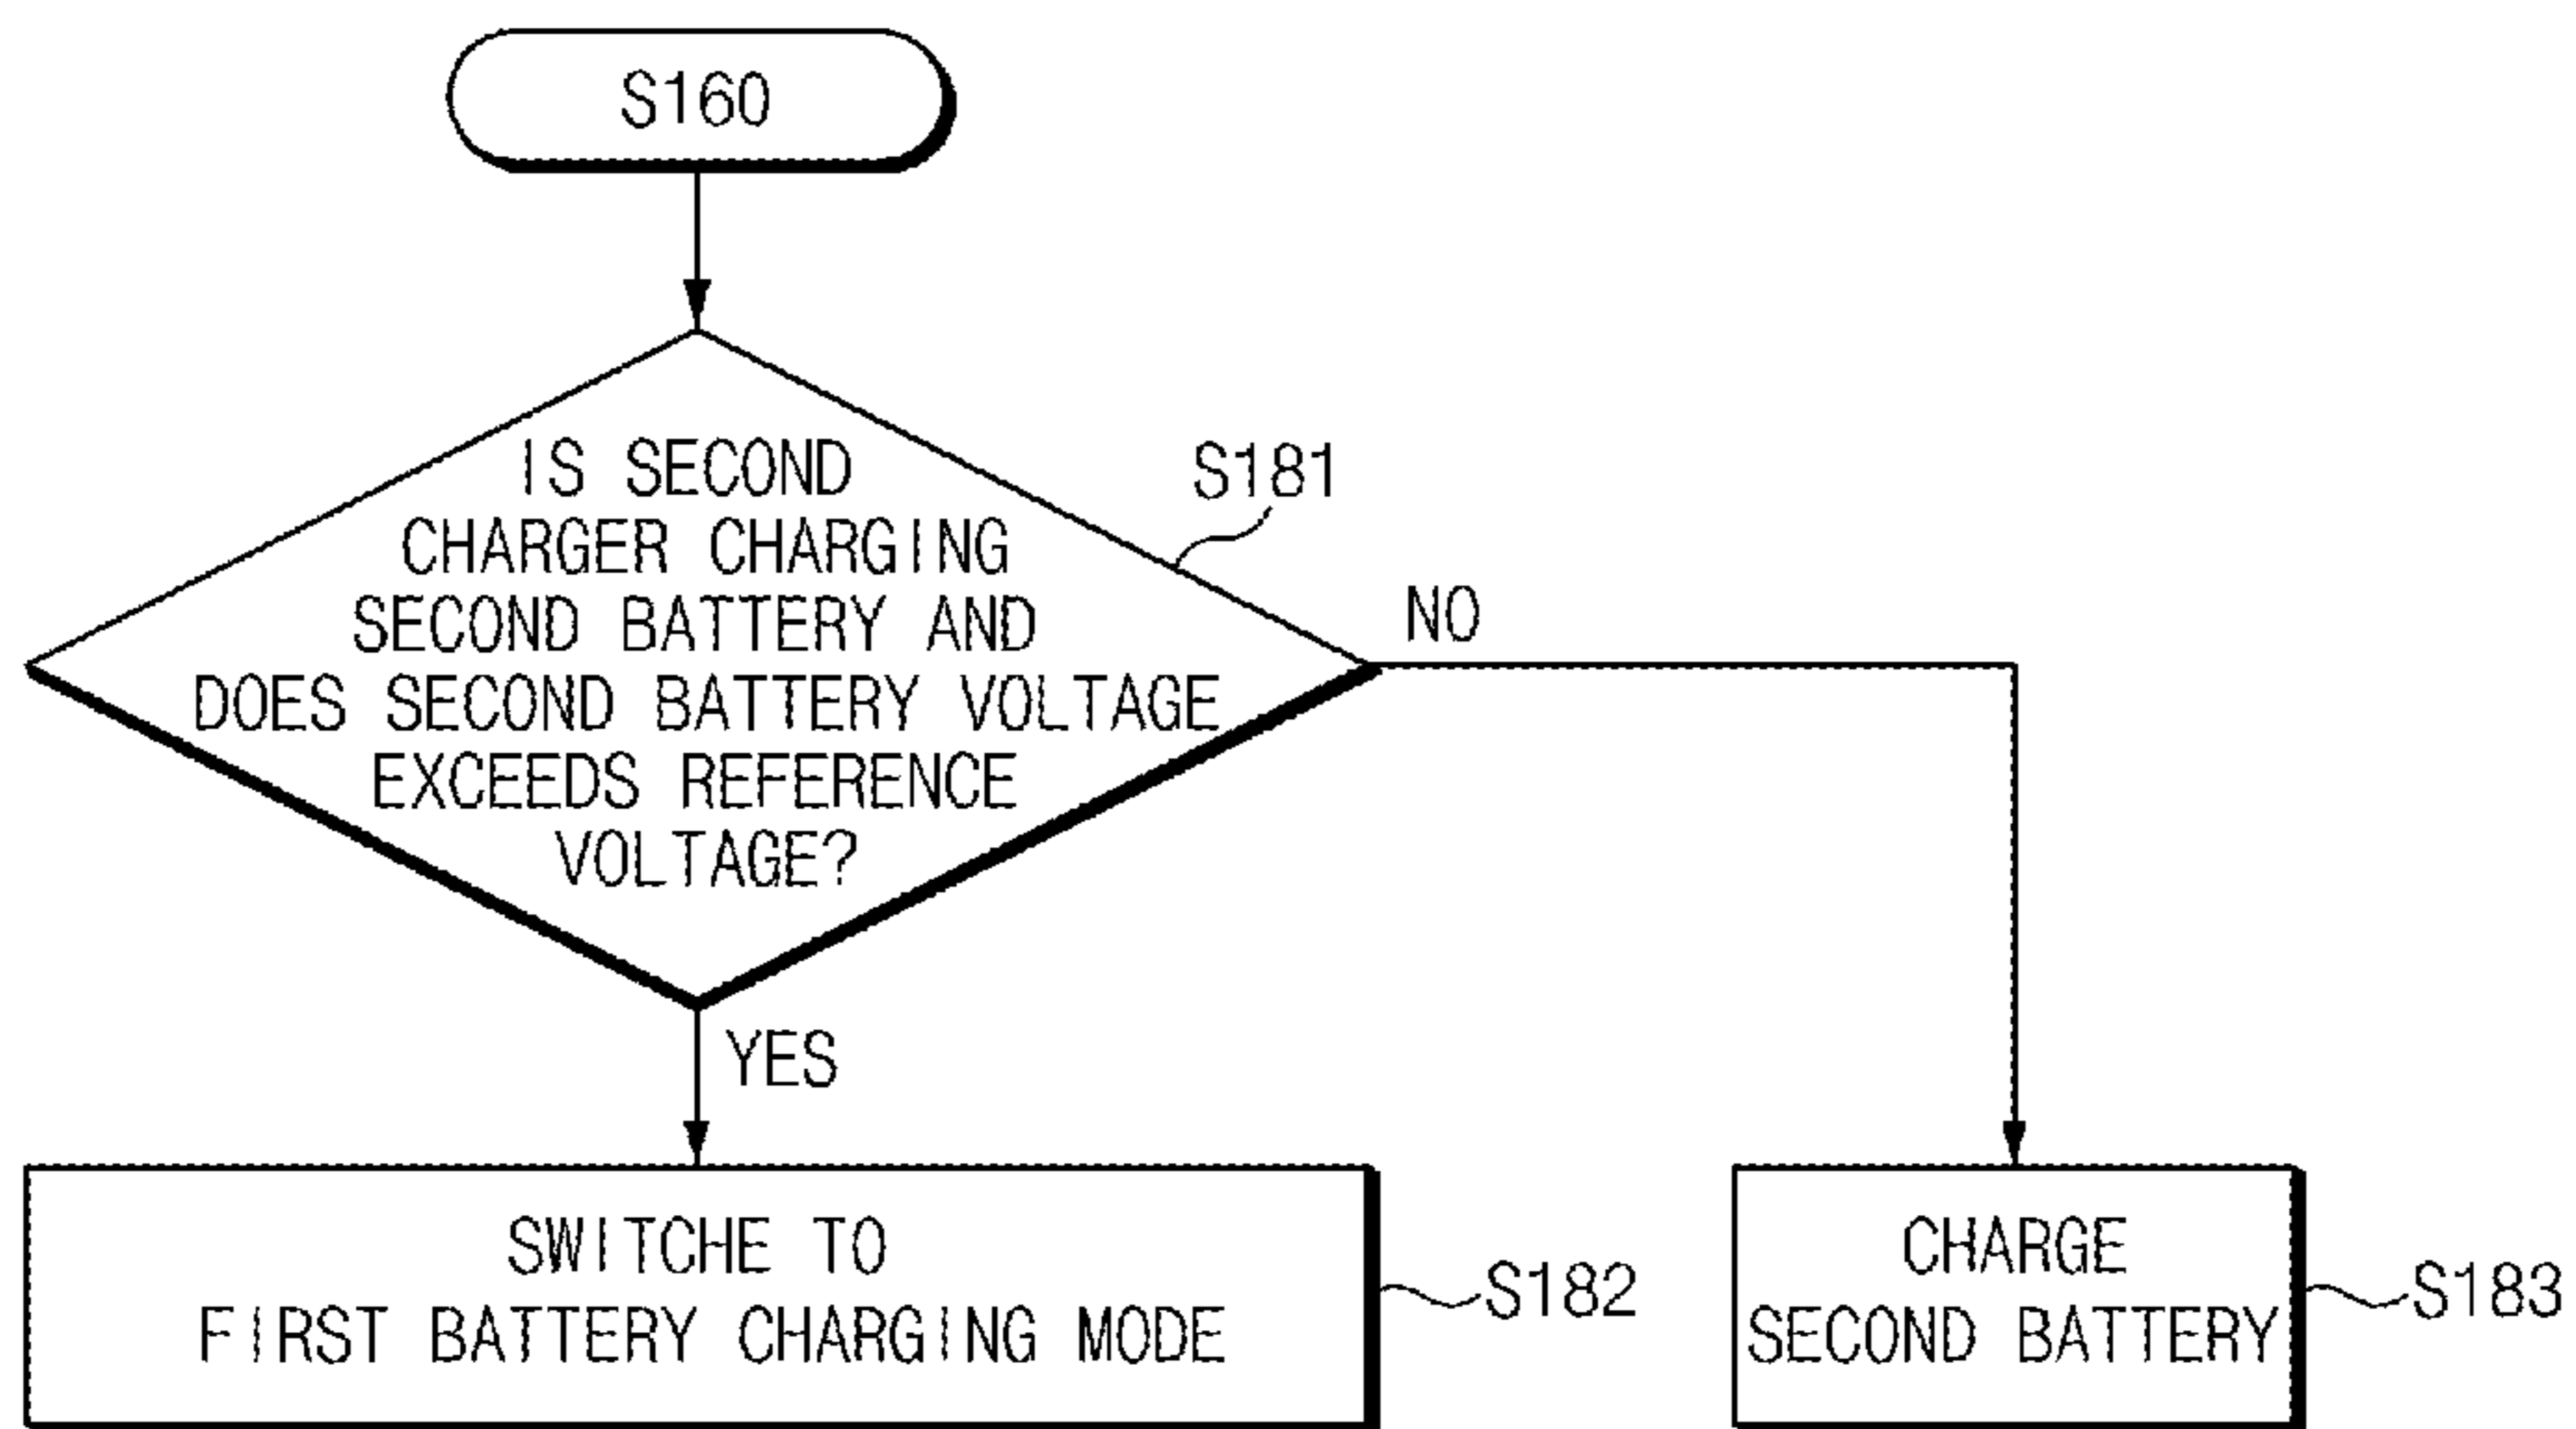 S160
IS SECOND
CHARGER CHARGING
SECOND BATTERY AND
DOES SECOND BATTERY VOLTAGE
EXCEEDS REFERENCE
VOLTAGE?
S181
NO
YES
SWITCHE TO
FIRST BATTERY CHARGING MODE
S182
CHARGE
SECOND BATTERY
S183